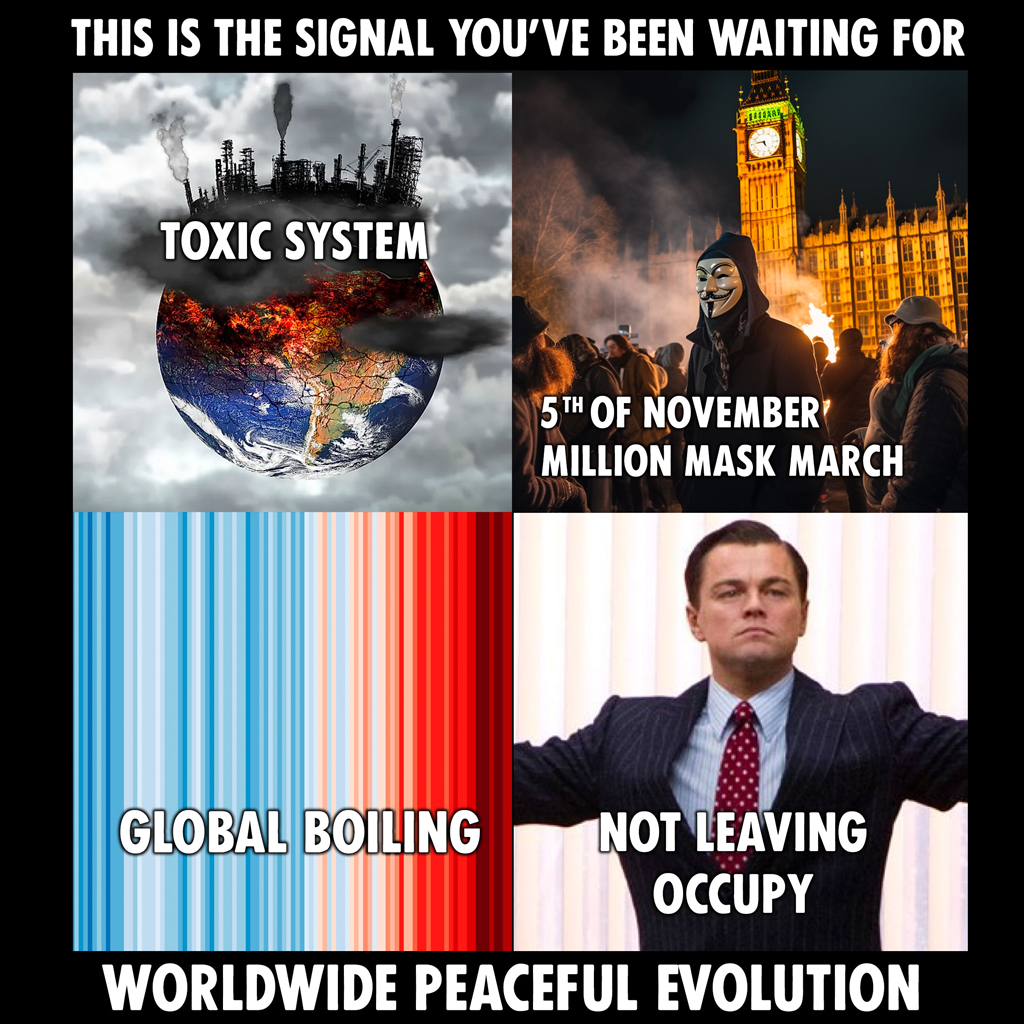 THIS IS THE SIGNAL YOU'VE BEEN WAITING FOR
TOXIC SYSTEM
5TH OF NOVEMBER
MILLION MASK MARCH
GLOBAL BOILING
NOT LEAVING
OCCUPY
WORLDWIDE PEACEFUL EVOLUTION